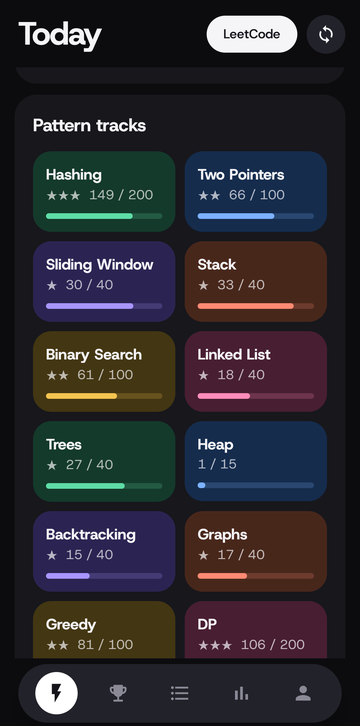 Today
LeetCode
Pattern tracks
Hashing
★★★ 149 / 200
Two Pointers
★★ 66 / 100
Sliding Window
★ 30 / 40
Stack
★ 33 / 40
Binary Search
★★ 61 / 100
Linked List
★ 18 / 40
Trees
★ 27 / 40
Heap
1 / 15
Backtracking
★ 15 / 40
Graphs
★ 17 / 40
Greedy
★★ 81 / 100
DP
★★★ 106 / 200